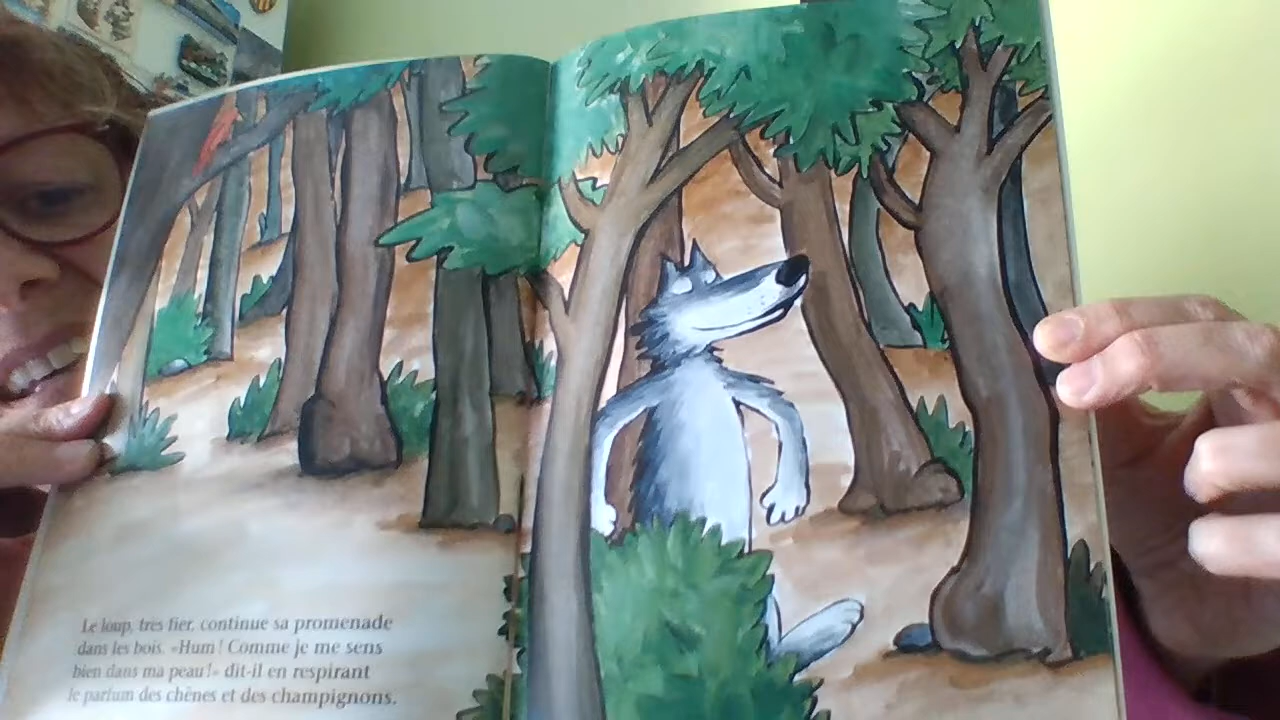 Le loup, très fier, continue sa promenade
dans les bois. «Hum ! Comme je me sens
bien dans ma peau !» dit-il en respirant
le parfum des chênes et des champignons.